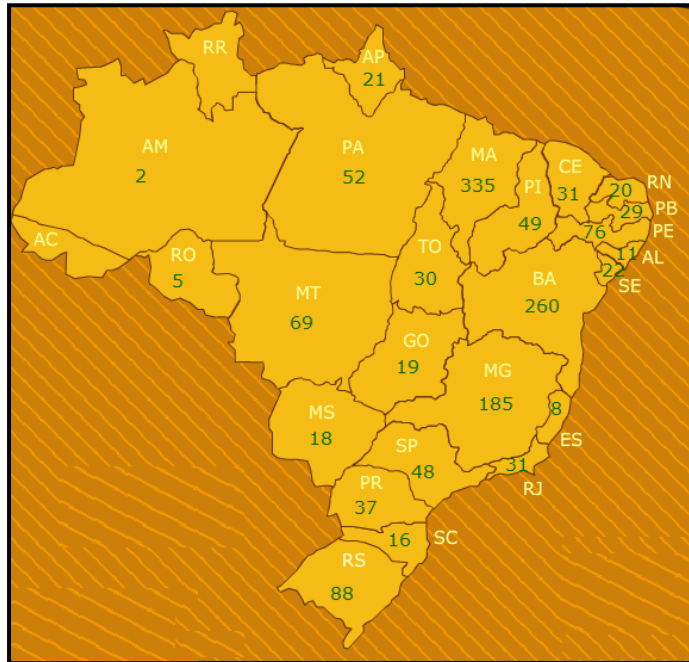 RR
AP
21
AM
2
PA
52
MA
335
PI
49
CE
31
RN
20
PB
29
PE
76
AL
11
SE
22
AC
RO
5
TO
30
BA
260
MT
69
GO
19
MG
185
ES
8
MS
18
SP
48
RJ
31
PR
37
SC
16
RS
88